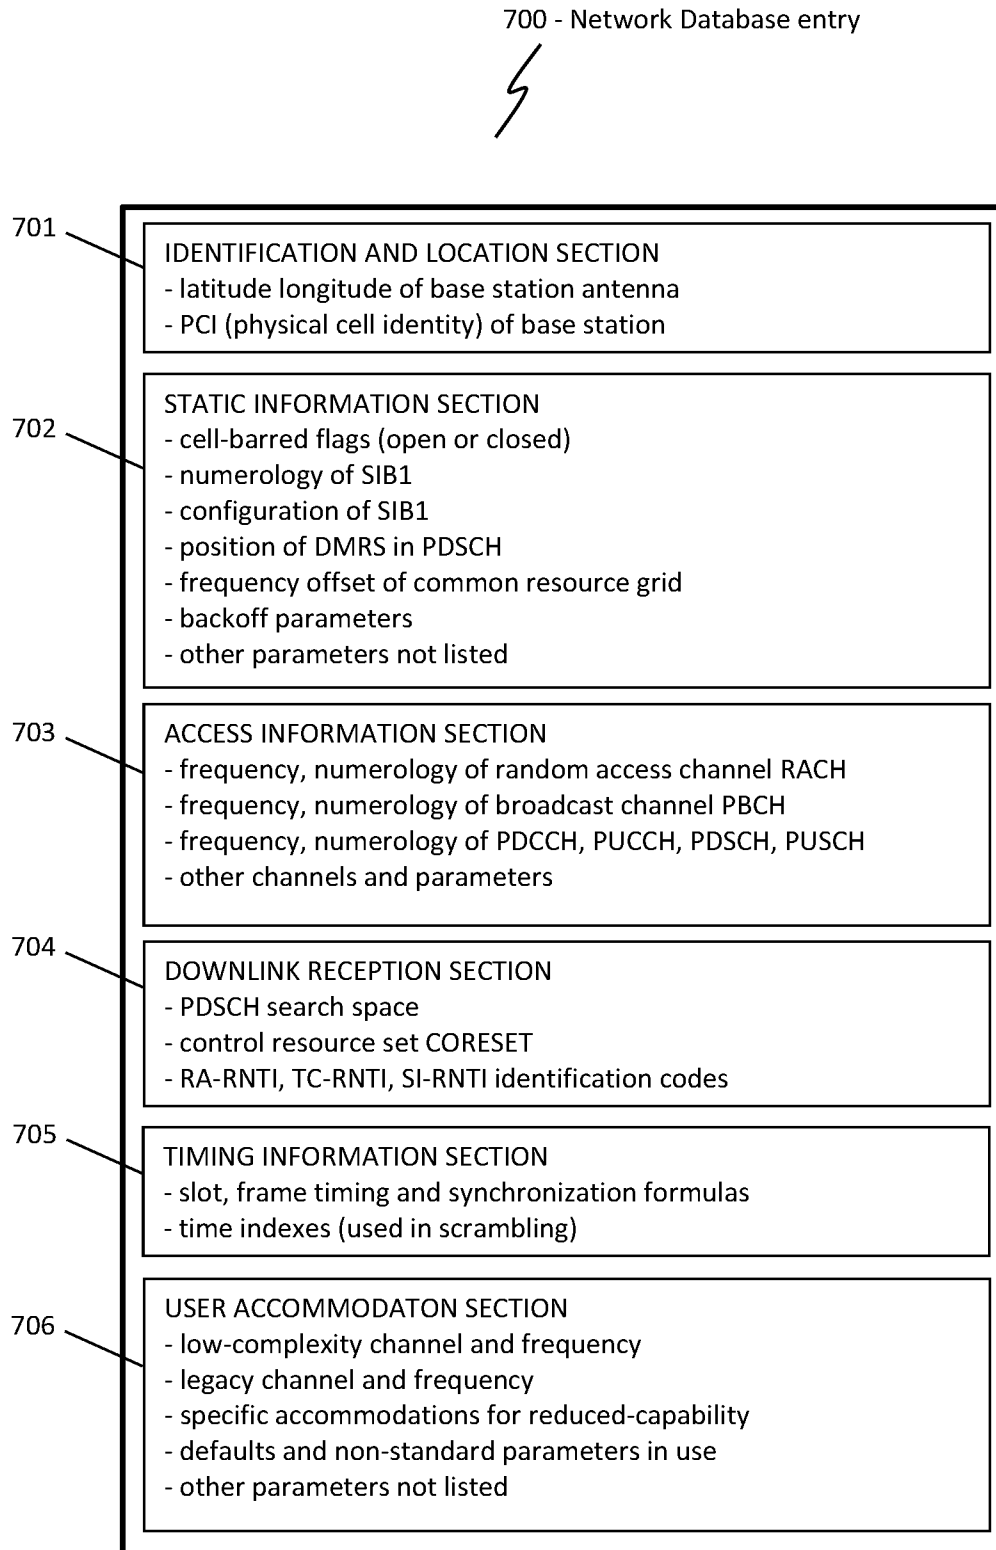 700 - Network Database entry
701
IDENTIFICATION AND LOCATION SECTION
- latitude longitude of base station antenna
- PCI (physical cell identity) of base station
702
STATIC INFORMATION SECTION
- cell-barred flags (open or closed)
- numerology of SIB1
- configuration of SIB1
- position of DMRS in PDSCH
- frequency offset of common resource grid
- backoff parameters
- other parameters not listed
703
ACCESS INFORMATION SECTION
- frequency, numerology of random access channel RACH
- frequency, numerology of broadcast channel PBCH
- frequency, numerology of PDCCH, PUCCH, PDSCH, PUSCH
- other channels and parameters
704
DOWNLINK RECEPTION SECTION
- PDSCH search space
- control resource set CORESET
- RA-RNTI, TC-RNTI, SI-RNTI identification codes
705
TIMING INFORMATION SECTION
- slot, frame timing and synchronization formulas
- time indexes (used in scrambling)
706
USER ACCOMMODATON SECTION
- low-complexity channel and frequency
- legacy channel and frequency
- specific accommodations for reduced-capability
- defaults and non-standard parameters in use
- other parameters not listed